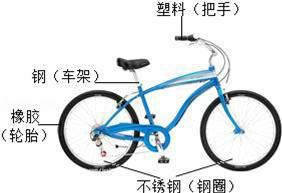 塑料（把手）
钢（车架）
橡胶
（轮胎）
不锈钢（钢圈）